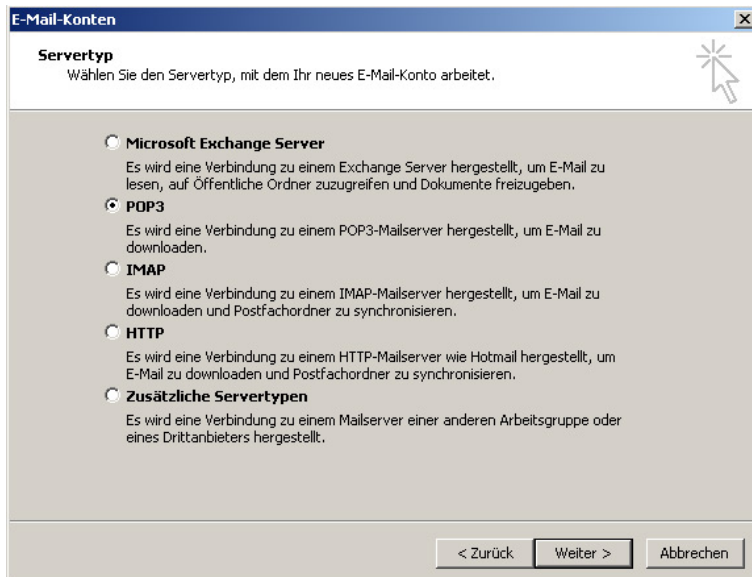 E-Mail-Konten
Servertyp
Wählen Sie den Servertyp, mit dem Ihr neues E-Mail-Konto arbeitet.
Microsoft Exchange Server
Es wird eine Verbindung zu einem Exchange Server hergestellt, um E-Mail zu
lesen, auf Öffentliche Ordner zuzugreifen und Dokumente freizugeben.
POP3
Es wird eine Verbindung zu einem POP3-Mailserver hergestellt, um E-Mail zu
downloaden.
IMAP
Es wird eine Verbindung zu einem IMAP-Mailserver hergestellt, um E-Mail zu
downloaden und Postfachordner zu synchronisieren.
HTTP
Es wird eine Verbindung zu einem HTTP-Mailserver wie Hotmail hergestellt, um
E-Mail zu downloaden und Postfachordner zu synchronisieren.
Zusätzliche Servertypen
Es wird eine Verbindung zu einem Mailserver einer anderen Arbeitsgruppe oder
eines Drittanbieters hergestellt.
< Zurück Weiter > Abbrechen